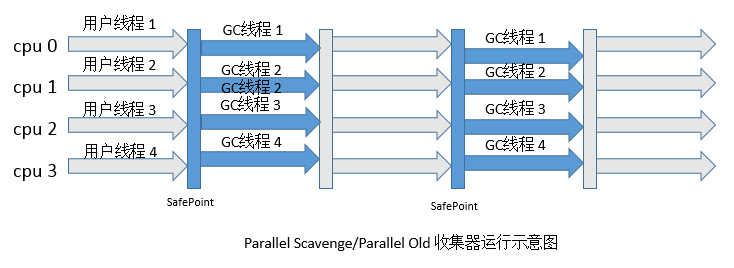 用户线程 1
GC线程 1
GC线程 1
cpu 0
用户线程 2
GC线程 2
GC线程 2
GC线程 2
cpu 1
用户线程 3
GC线程 3
GC线程 3
cpu 2
用户线程 4
GC线程 4
GC线程 4
cpu 3
SafePoint
SafePoint
Parallel Scavenge/Parallel Old 收集器运行示意图